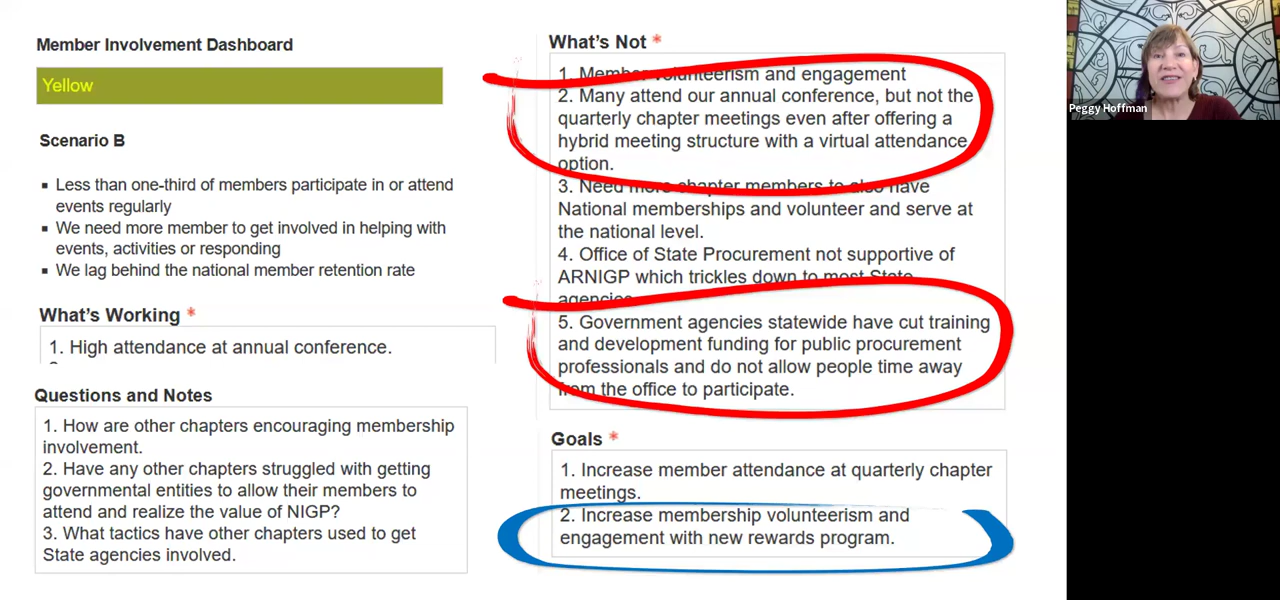 Member Involvement Dashboard
Yellow
Scenario B
▪ Less than one-third of members participate in or attend
events regularly
▪ We need more member to get involved in helping with
events, activities or responding
▪ We lag behind the national member retention rate
What's Working *
1. High attendance at annual conference.
Questions and Notes
1. How are other chapters encouraging membership
involvement.
2. Have any other chapters struggled with getting
governmental entities to allow their members to
attend and realize the value of NIGP?
3. What tactics have other chapters used to get
State agencies involved.
What's Not *
1. Member volunteerism and engagement
2. Many attend our annual conference, but not the
quarterly chapter meetings even after offering a
hybrid meeting structure with a virtual attendance
option.
3. Need more chapter members to also have
National memberships and volunteer and serve at
the national level.
4. Office of State Procurement not supportive of
ARNIGP which trickles down to most State
agencies
5. Government agencies statewide have cut training
and development funding for public procurement
professionals and do not allow people time away
from the office to participate.
Goals *
1. Increase member attendance at quarterly chapter
meetings.
2. Increase membership volunteerism and
engagement with new rewards program.
Peggy Hoffman